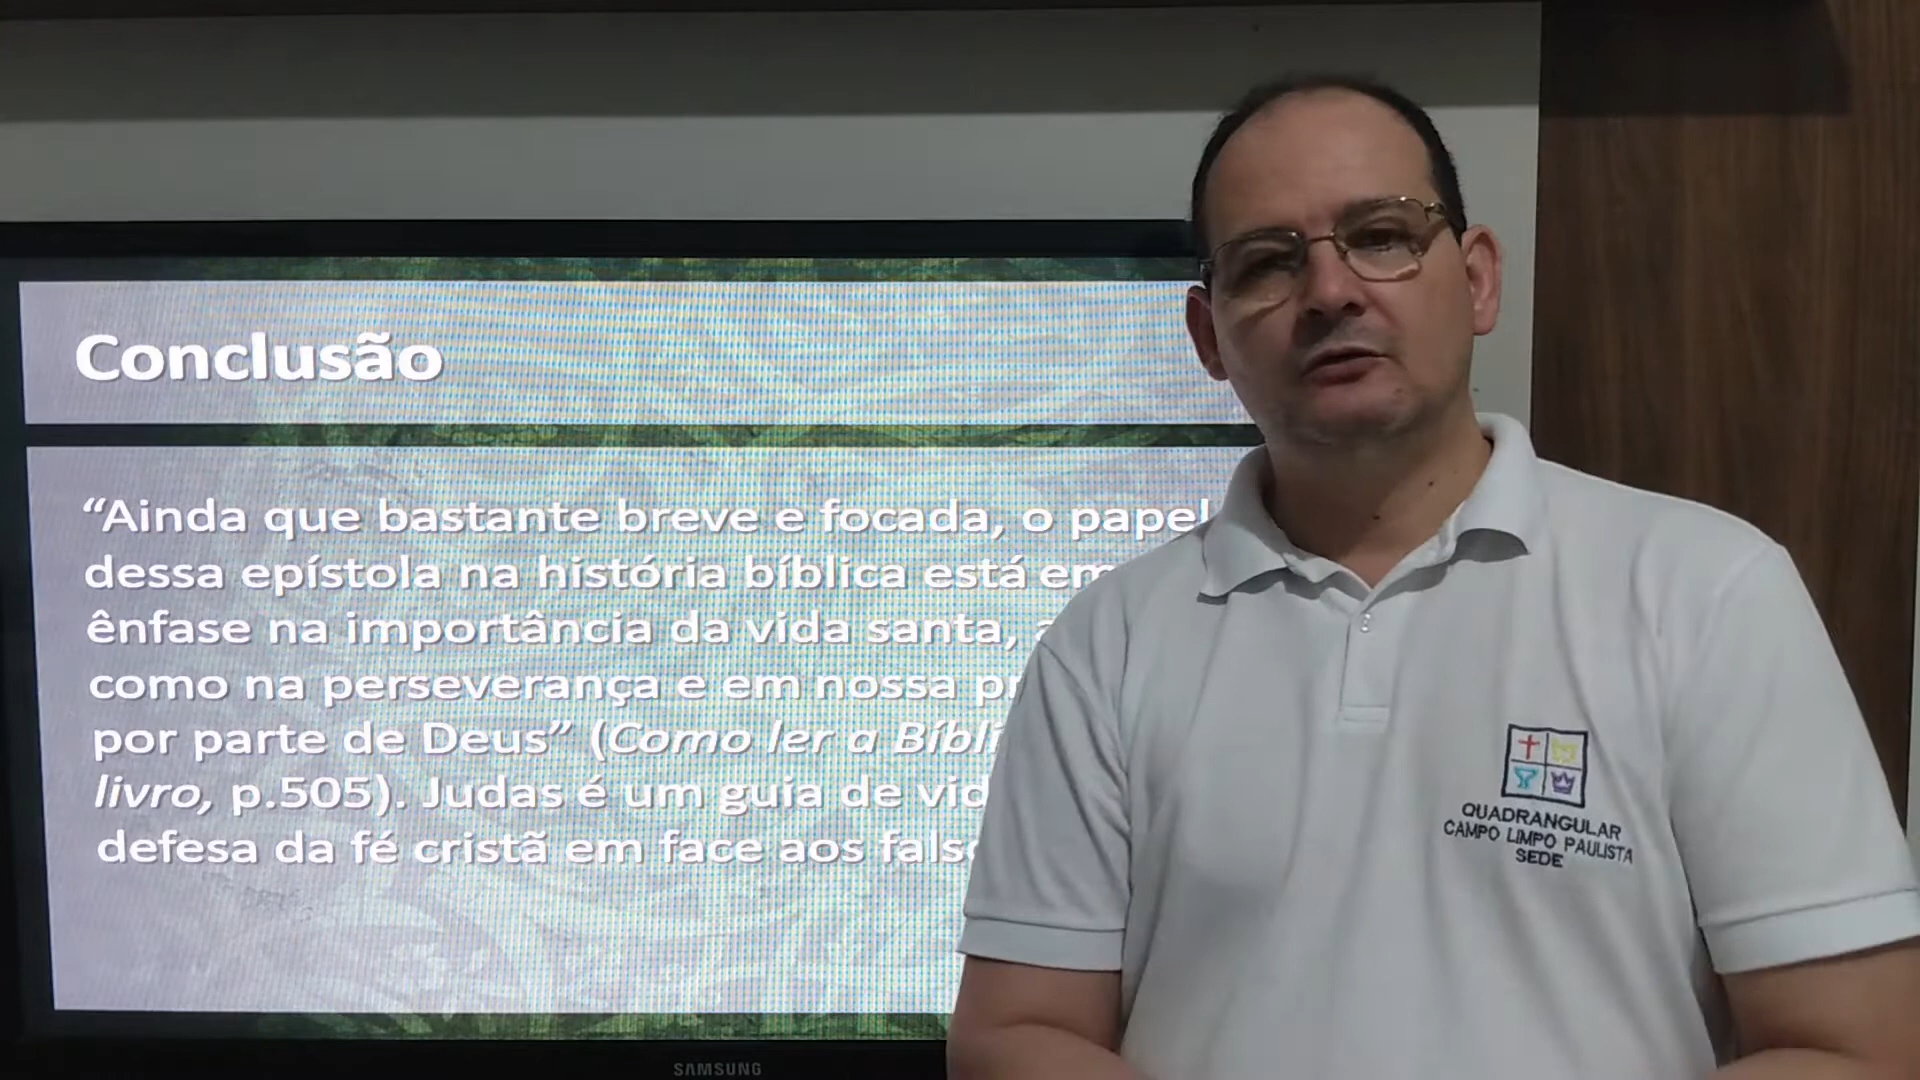 Conclusão
“Ainda que bastante breve e focada, o papel
dessa epístola na história bíblica está em
ênfase na importância da vida santa,
como na perseverança e em nossa
por parte de Deus” (Como ler a
livro, p.505). Judas é um guia de
defesa da fé cristã em face aos
SAMSUNG
QUADRANGULAR
CAMPO LIMPO PAULISTA
SEDE